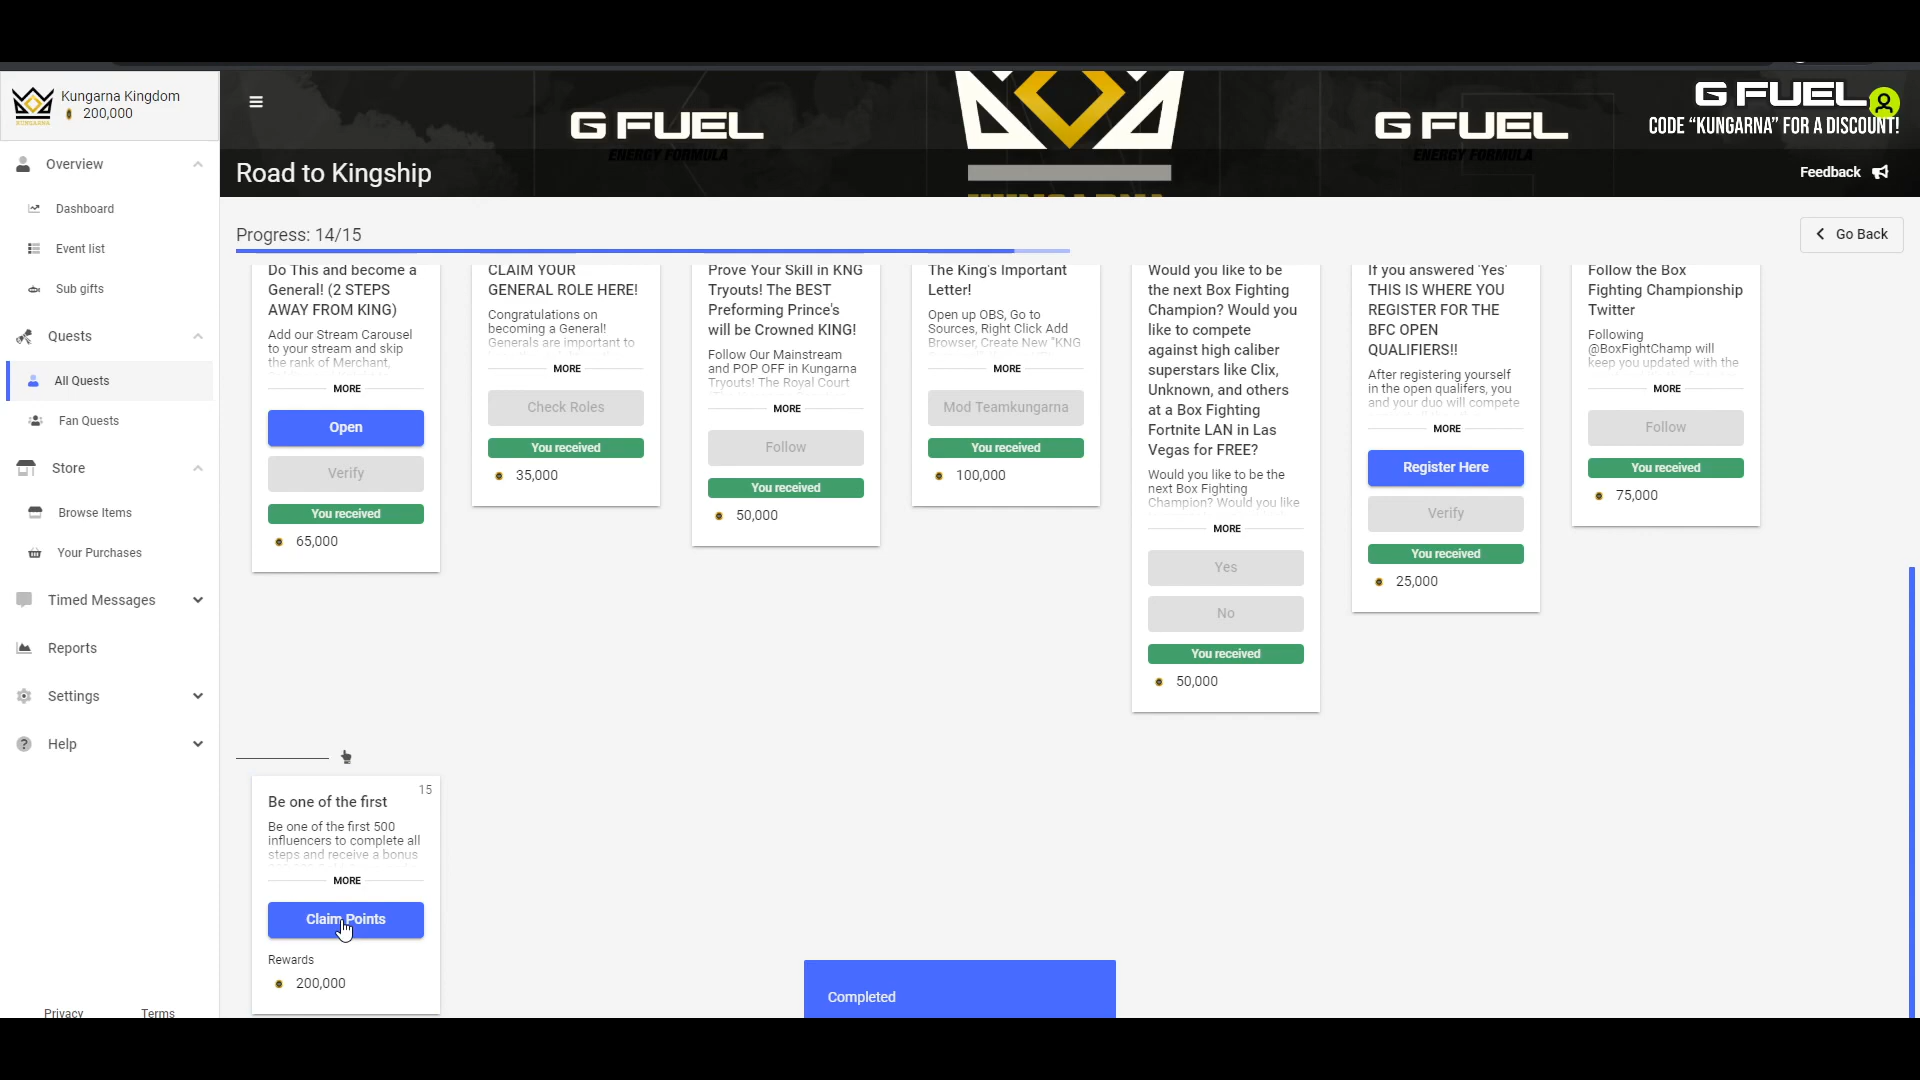 Kungarna Kingdom
200,000
Overview
Dashboard
Event list
Sub gifts
Quests
All Quests
Fan Quests
Store
Browse Items
Your Purchases
Timed Messages
Reports
Settings
Help
Privacy
Terms
G FUEL
ENERGY FORMULA
G FUEL
ENERGY FORMULA
G FUEL
CODE “KUNGARNA” FOR A DISCOUNT!
Road to Kingship
Feedback
Progress: 14/15
Go Back
Do This and become a
General! (2 STEPS
AWAY FROM KING)
Add our Stream Carousel
to your stream and skip
the rank of Merchant,
MORE
Open
Verify
You received
65,000
CLAIM YOUR
GENERAL ROLE HERE!
Congratulations on
becoming a General!
Generals are important to
MORE
Check Roles
You received
35,000
Prove Your Skill in KNG
Tryouts! The BEST
Preforming Prince's
will be Crowned KING!
Follow Our Mainstream
and POP OFF in Kungarna
Tryouts! The Royal Court
MORE
Follow
You received
50,000
The King's Important
Letter!
Open up OBS, Go to
Sources, Right Click Add
Browser, Create New "KNG
MORE
Mod Teamkungarna
You received
100,000
Would you like to be
the next Box Fighting
Champion? Would you
like to compete
against high caliber
superstars like Clix,
Unknown, and others
at a Box Fighting
Fortnite LAN in Las
Vegas for FREE?
Would you like to be the
next Box Fighting
Champion? Would you like
MORE
Yes
No
You received
50,000
If you answered 'Yes'
THIS IS WHERE YOU
REGISTER FOR THE
BFC OPEN
QUALIFIERS!!
After registering yourself
in the open qualifers, you
and your duo will compete
MORE
Register Here
Verify
You received
25,000
Follow the Box
Fighting Championship
Twitter
Following
@BoxFightChamp will
keep you updated with the
MORE
Follow
You received
75,000
15
Be one of the first
Be one of the first 500
influencers to complete all
steps and receive a bonus
MORE
Claim Points
Rewards
200,000
Completed